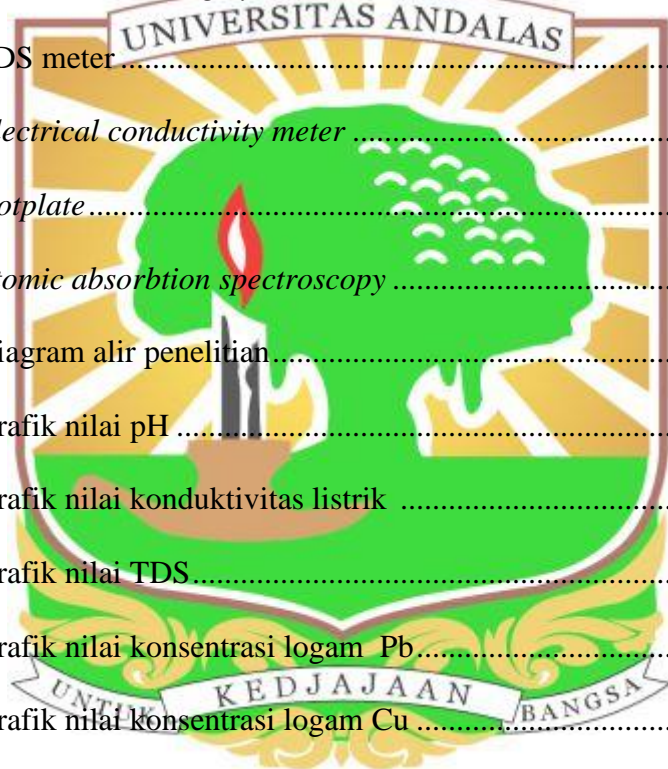 UNIVERSITAS ANDALAS
DS meter
lectrical conductivity meter
otplate
tomic absorbtion spectroscopy
iagram alir penelitian
rafik nilai pH
rafik nilai konduktivitas listrik
rafik nilai TDS
rafik nilai konsentrasi logam Pb
UNTUK KEDJAJAAN BANGSA
rafik nilai konsentrasi logam Cu